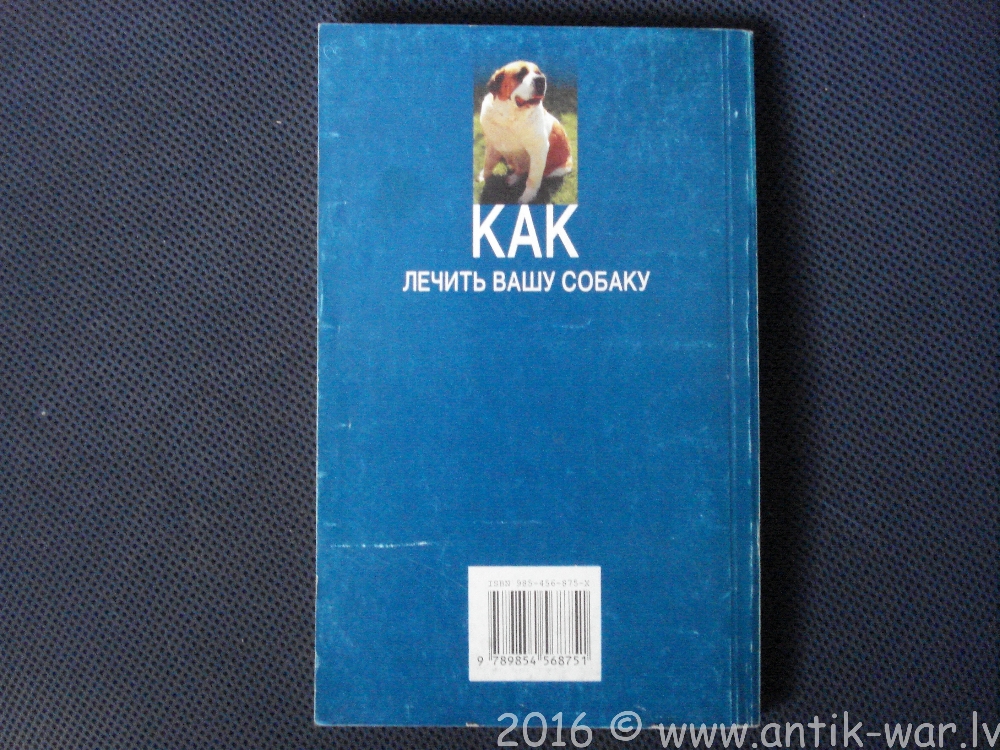 КАК
ЛЕЧИТЬ ВАШУ СОБАКУ
ISBN 985-456-875-X
9 789854 568751
2016 © www.antik-war.lv